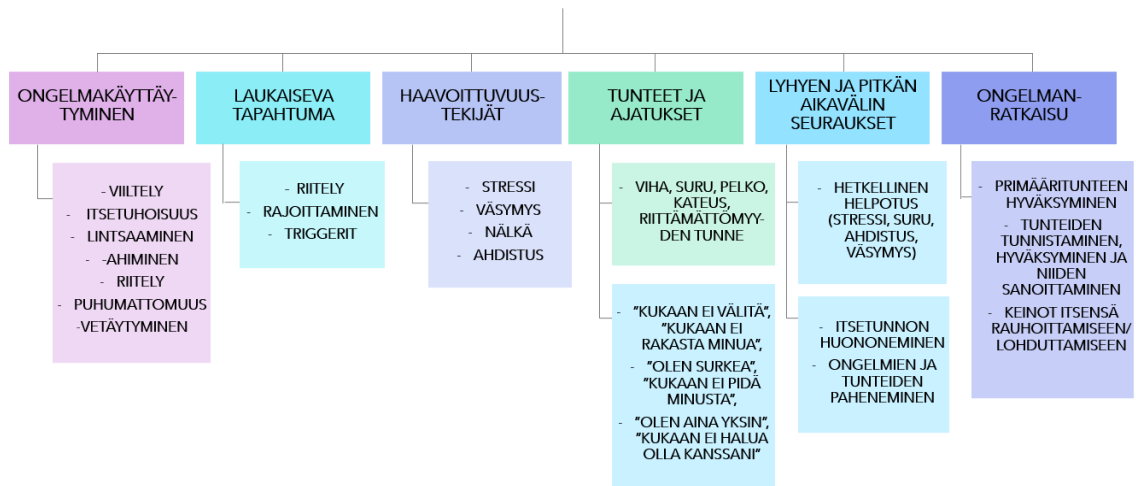 ONGELMAKÄYTTÄY-
TYMINEN
- VIILTELY
- ITSETUHOISUUS
- LINTSAAMINEN
- -AHIMINEN
- RIITELY
- PUHUMATTOMUUS
-VETÄYTYMINEN
LAUKAISEVA
TAPAHTUMA
- RIITELY
- RAJOITTAMINEN
- TRIGGERIT
HAAVOITTUVUUS-
TEKIJÄT
- STRESSI
- VÄSYMYS
- NÄLKÄ
- AHDISTUS
TUNTEET JA
AJATUKSET
- VIHA, SURU, PELKO,
KATEUS,
RIITTÄMÄTTÖMYY-
DEN TUNNE
- "KUKAAN EI VÄLITÄ",
"KUKAAN EI
RAKASTA MINUA",
- "OLEN SURKEA",
"KUKAAN EI PIDÄ
MINUSTA",
- "OLEN AINA YKSIN",
"KUKAAN EI HALUA
OLLA KANSSANI"
LYHYEN JA PITKÄN
AIKAVÄLIN
SEURAUKSET
- HETKELLINEN
HELPOTUS
(STRESSI, SURU,
AHDISTUS,
VÄSYMYS)
- ITSETUNNON
HUONONEMINEN
- ONGELMIEN JA
TUNTEIDEN
PAHENEMINEN
ONGELMAN-
RATKAISU
- PRIMÄÄRITUNTEEN
HYVÄKSYMINEN
- TUNTEIDEN
TUNNISTAMINEN,
HYVÄKSYMINEN JA
NIIDEN
SANOITTAMINEN
- KEINOT ITSENSÄ
RAUHOITTAMISEEN/
LOHDUTTAMISEEN